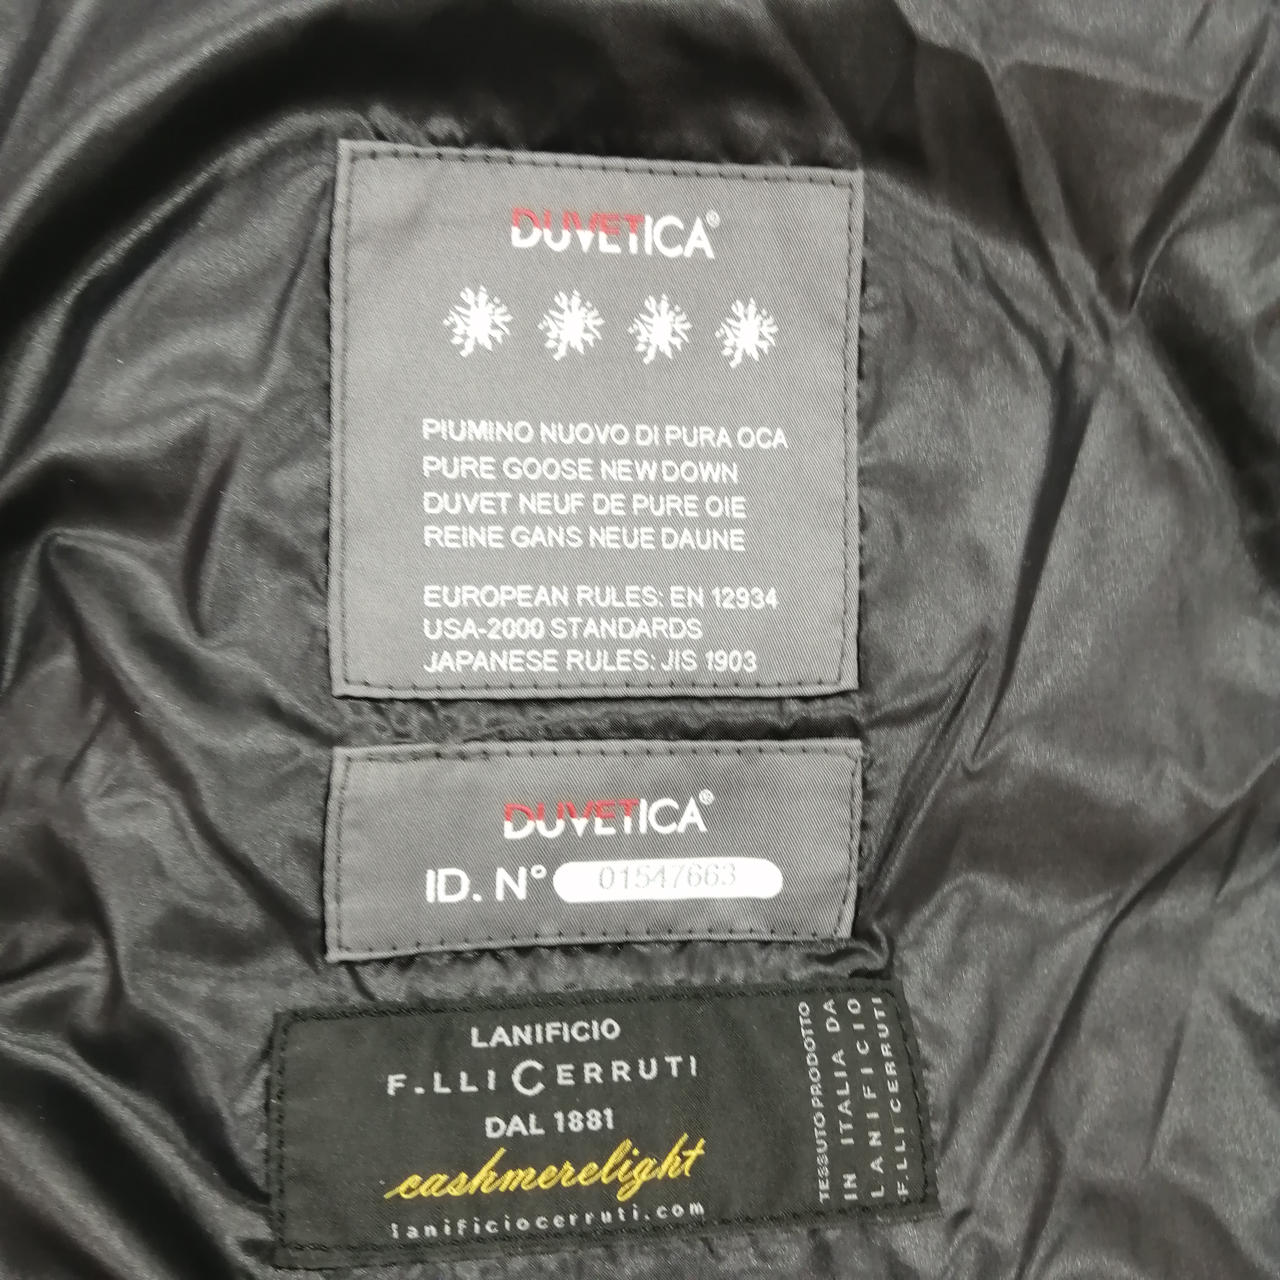 DUVETICA®
PIUMINO NUOVO DI PURA OCA
PURE GOOSE NEW DOWN
DUVET NEUF DE PURE OIE
REINE GANS NEUE DAUNE
EUROPEAN RULES: EN 12934
USA-2000 STANDARDS
JAPANESE RULES: JIS 1903
DUVETICA®
ID. N° 01547663
LANIFICIO
F.LLI CERRUTI
DAL 1881
cashmerelight
lanificiocerruti.com
TESSUTO PRODOTTO
IN ITALIA DA
LANIFICIO
F.LLI CERRUTI